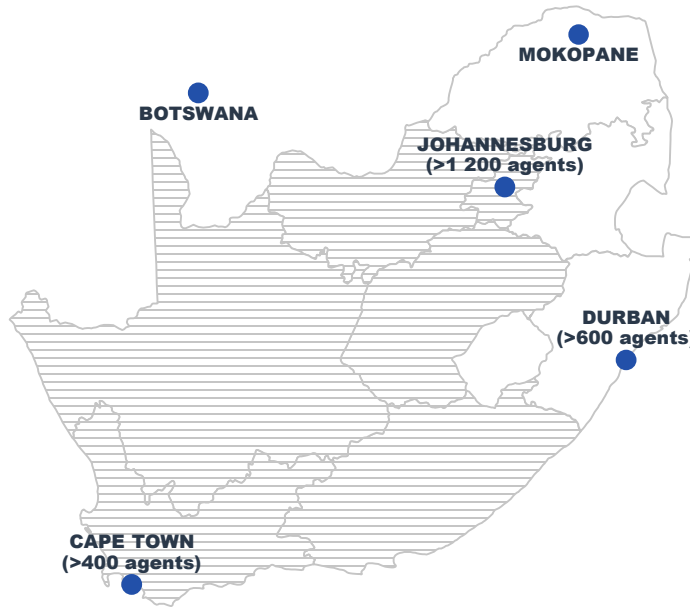 MOKOPANE
BOTSWANA
JOHANNESBURG
(>1 200 agents)
DURBAN
(>600 agents)
CAPE TOWN
(>400 agents)